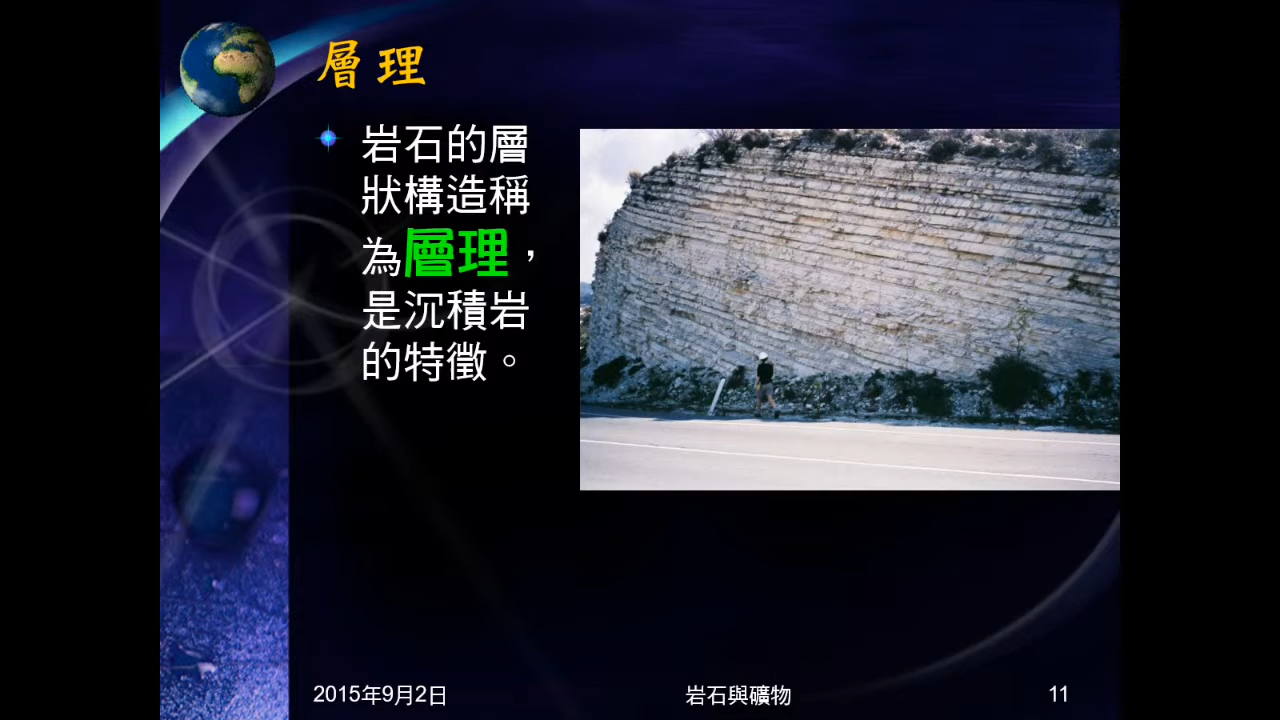 層理
岩石的層
狀構造稱
為層理，
是沉積岩
的特徵。
2015年9月2日
岩石與礦物
11